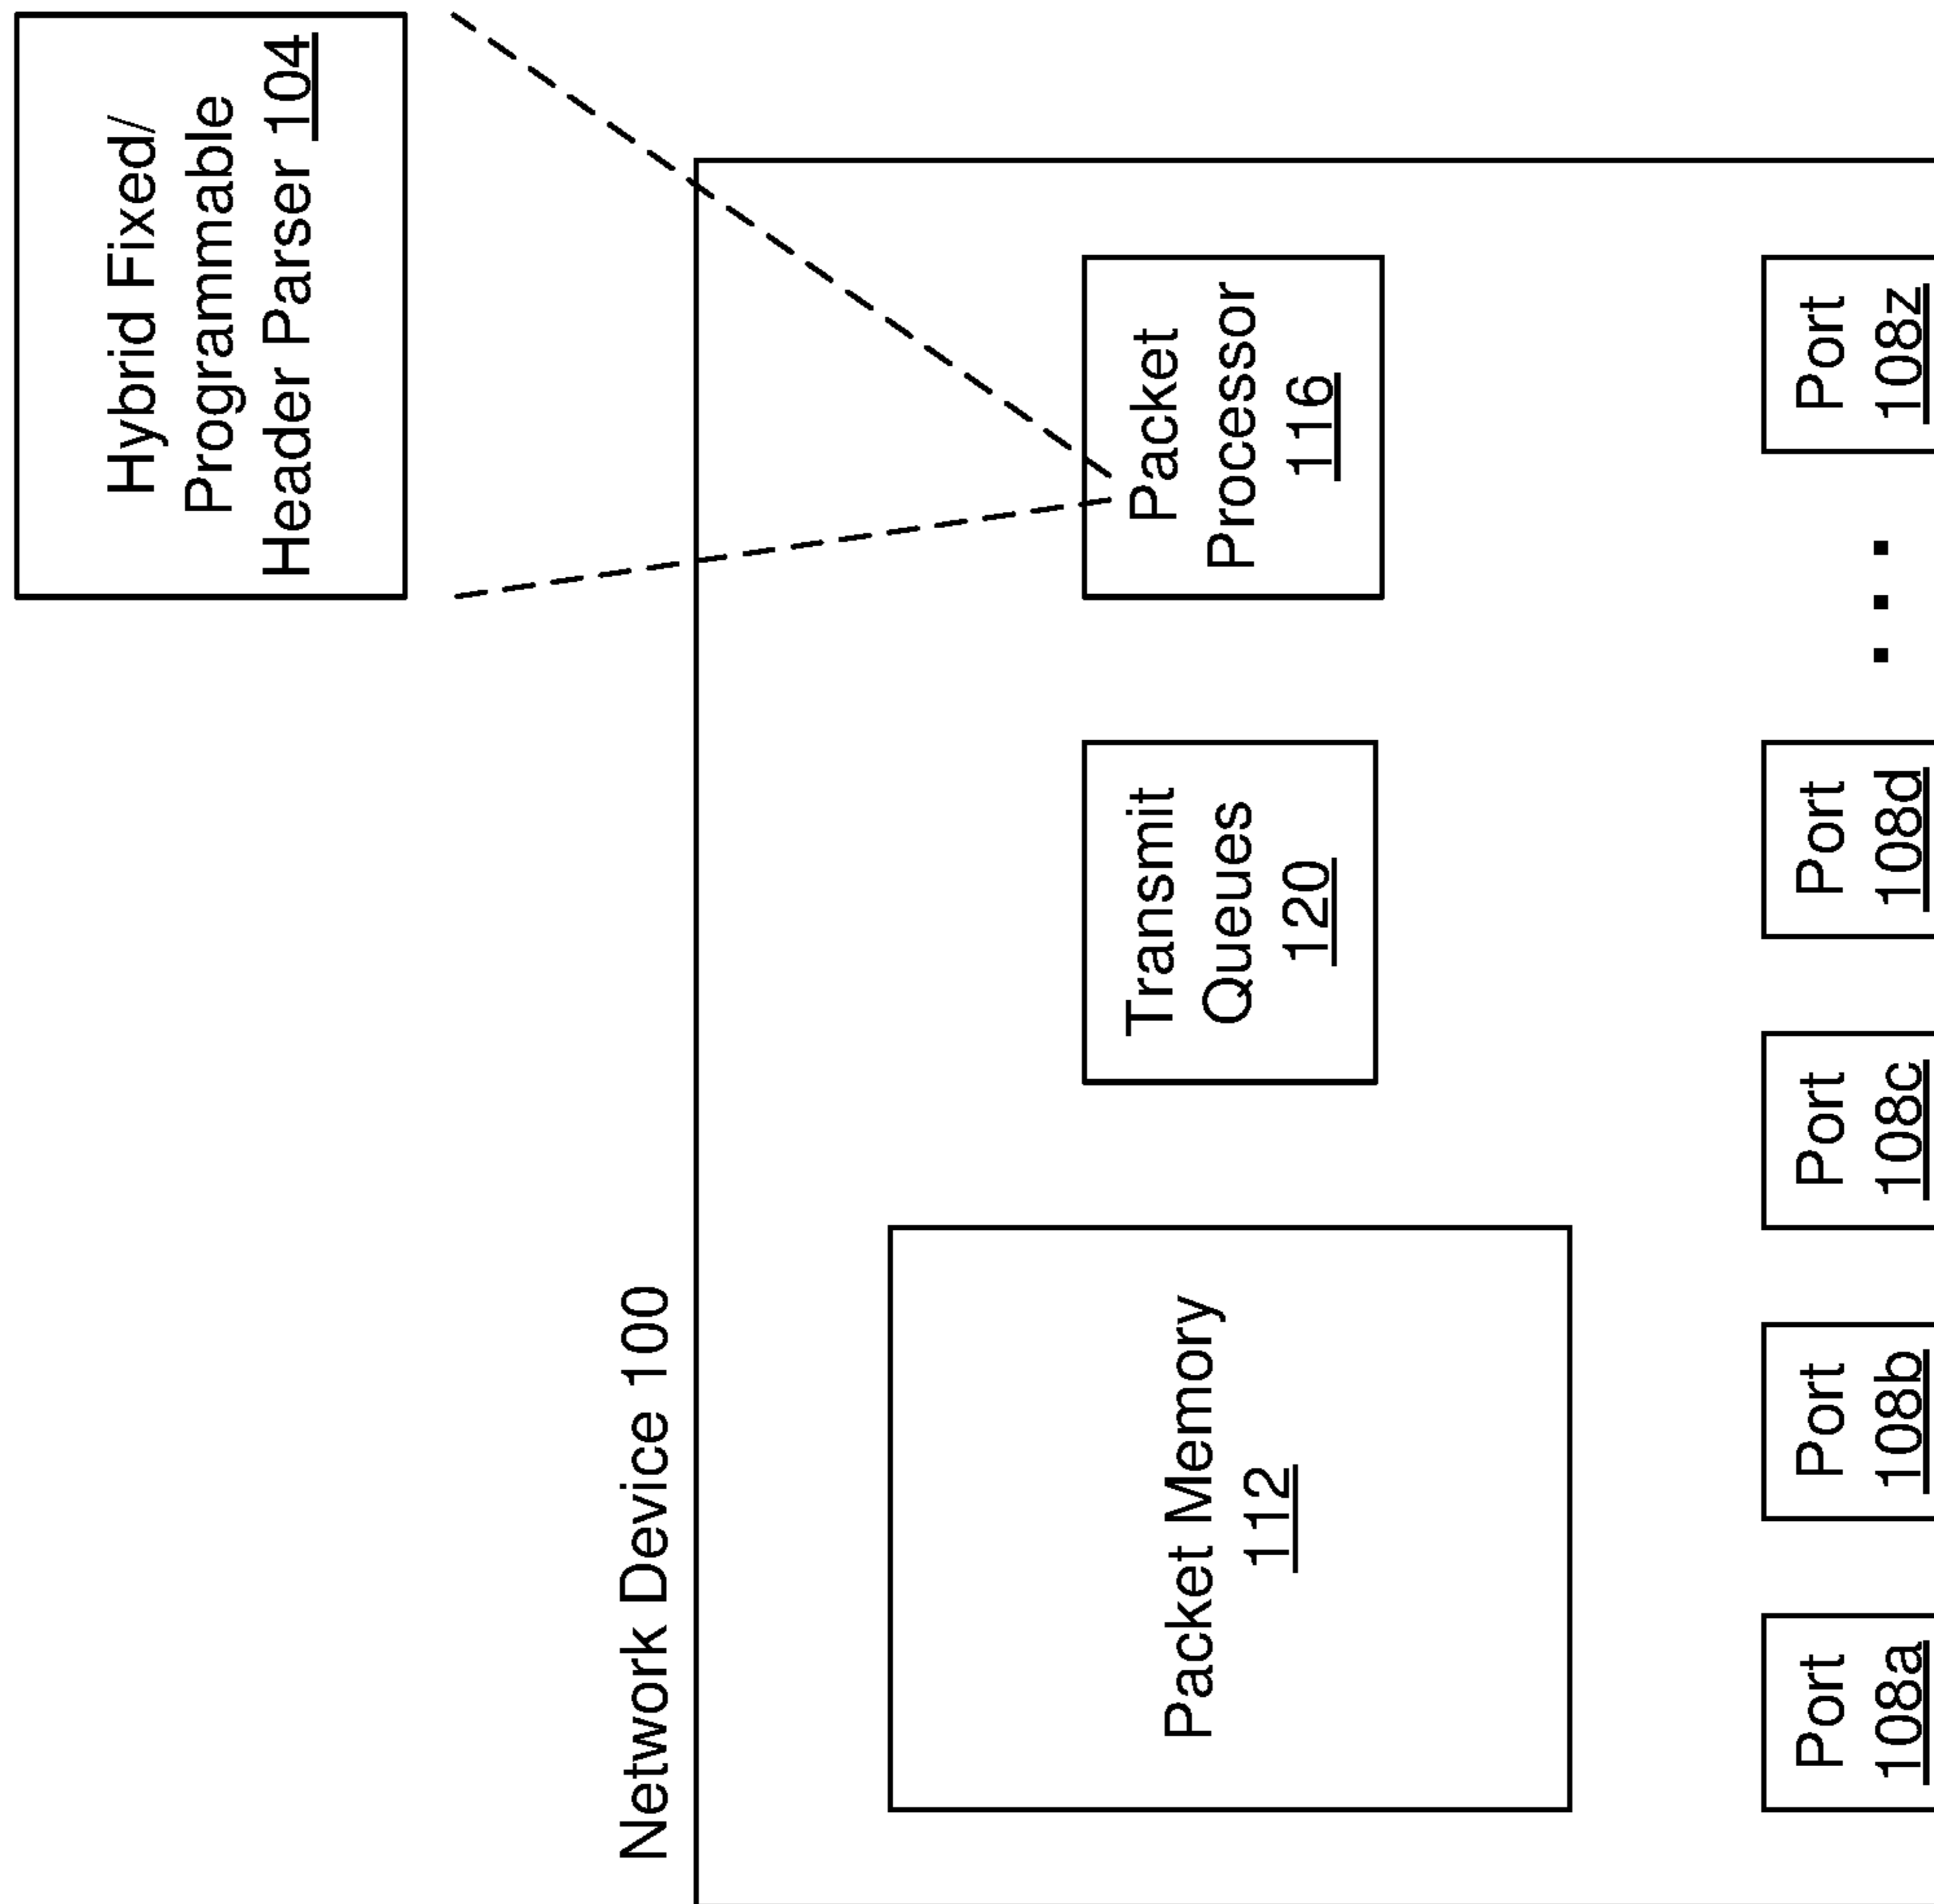 Hybrid Fixed/
Programmable
Header Parser 104
Network Device 100
Packet Memory
112
Transmit
Queues
120
Packet
Processor
116
Port
108a
Port
108b
Port
108c
Port
108d
Port
108z